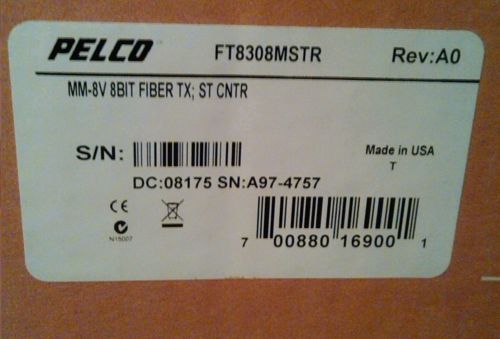 PELCO FT8308MSTR Rev:A0
MM-8V 8BIT FIBER TX; ST CNTR
S/N: Made in USA
T
DC:08175 SN:A97-4757
CE
N15007
7 00880 16900 1